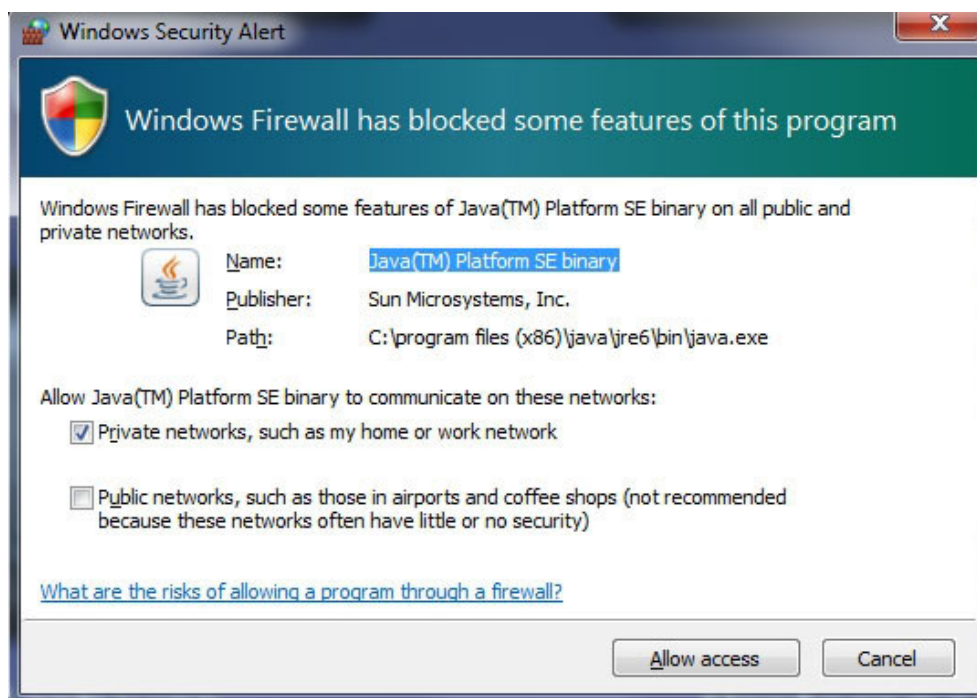 Windows Security Alert
Windows Firewall has blocked some features of this program
Windows Firewall has blocked some features of Java(TM) Platform SE binary on all public and
private networks.
Name: Java(TM) Platform SE binary
Publisher: Sun Microsystems, Inc.
Path: C:\program files (x86)\java\jre6\bin\java.exe
Allow Java(TM) Platform SE binary to communicate on these networks:
Private networks, such as my home or work network
Public networks, such as those in airports and coffee shops (not recommended
because these networks often have little or no security)
What are the risks of allowing a program through a firewall?
Allow access Cancel